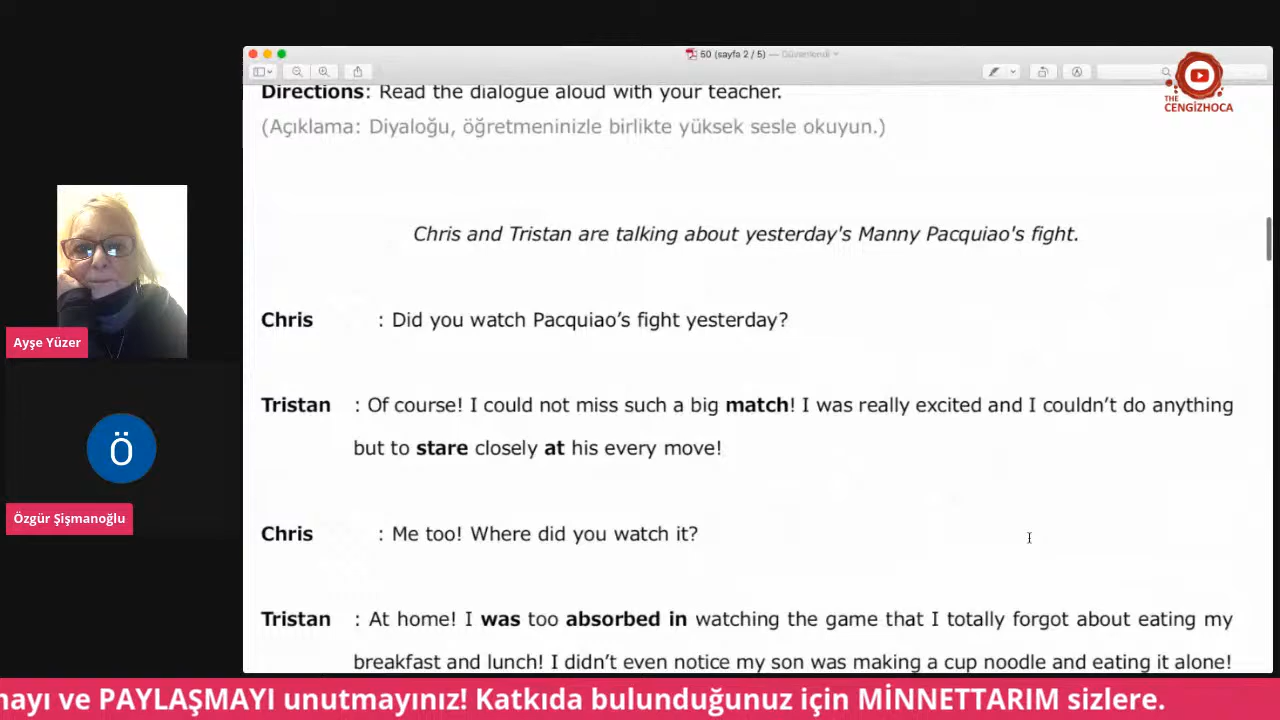 50 (sayfa 2 / 5) — Düzenlendi
THE
CENGİZHOCA
Directions: Read the dialogue aloud with your teacher.
(Açıklama: Diyaloğu, öğretmeninizle birlikte yüksek sesle okuyun.)
Chris and Tristan are talking about yesterday's Manny Pacquiao's fight.
Chris : Did you watch Pacquiao’s fight yesterday?
Tristan : Of course! I could not miss such a big match! I was really excited and I couldn’t do anything
but to stare closely at his every move!
Chris : Me too! Where did you watch it?
Tristan : At home! I was too absorbed in watching the game that I totally forgot about eating my
breakfast and lunch! I didn’t even notice my son was making a cup noodle and eating it alone!
Ayşe Yüzer
Ö
Özgür Şişmanoğlu
mayı ve PAYLAŞMAYI unutmayınız! Katkıda bulunduğunuz için MİNNETTARIM sizlere.